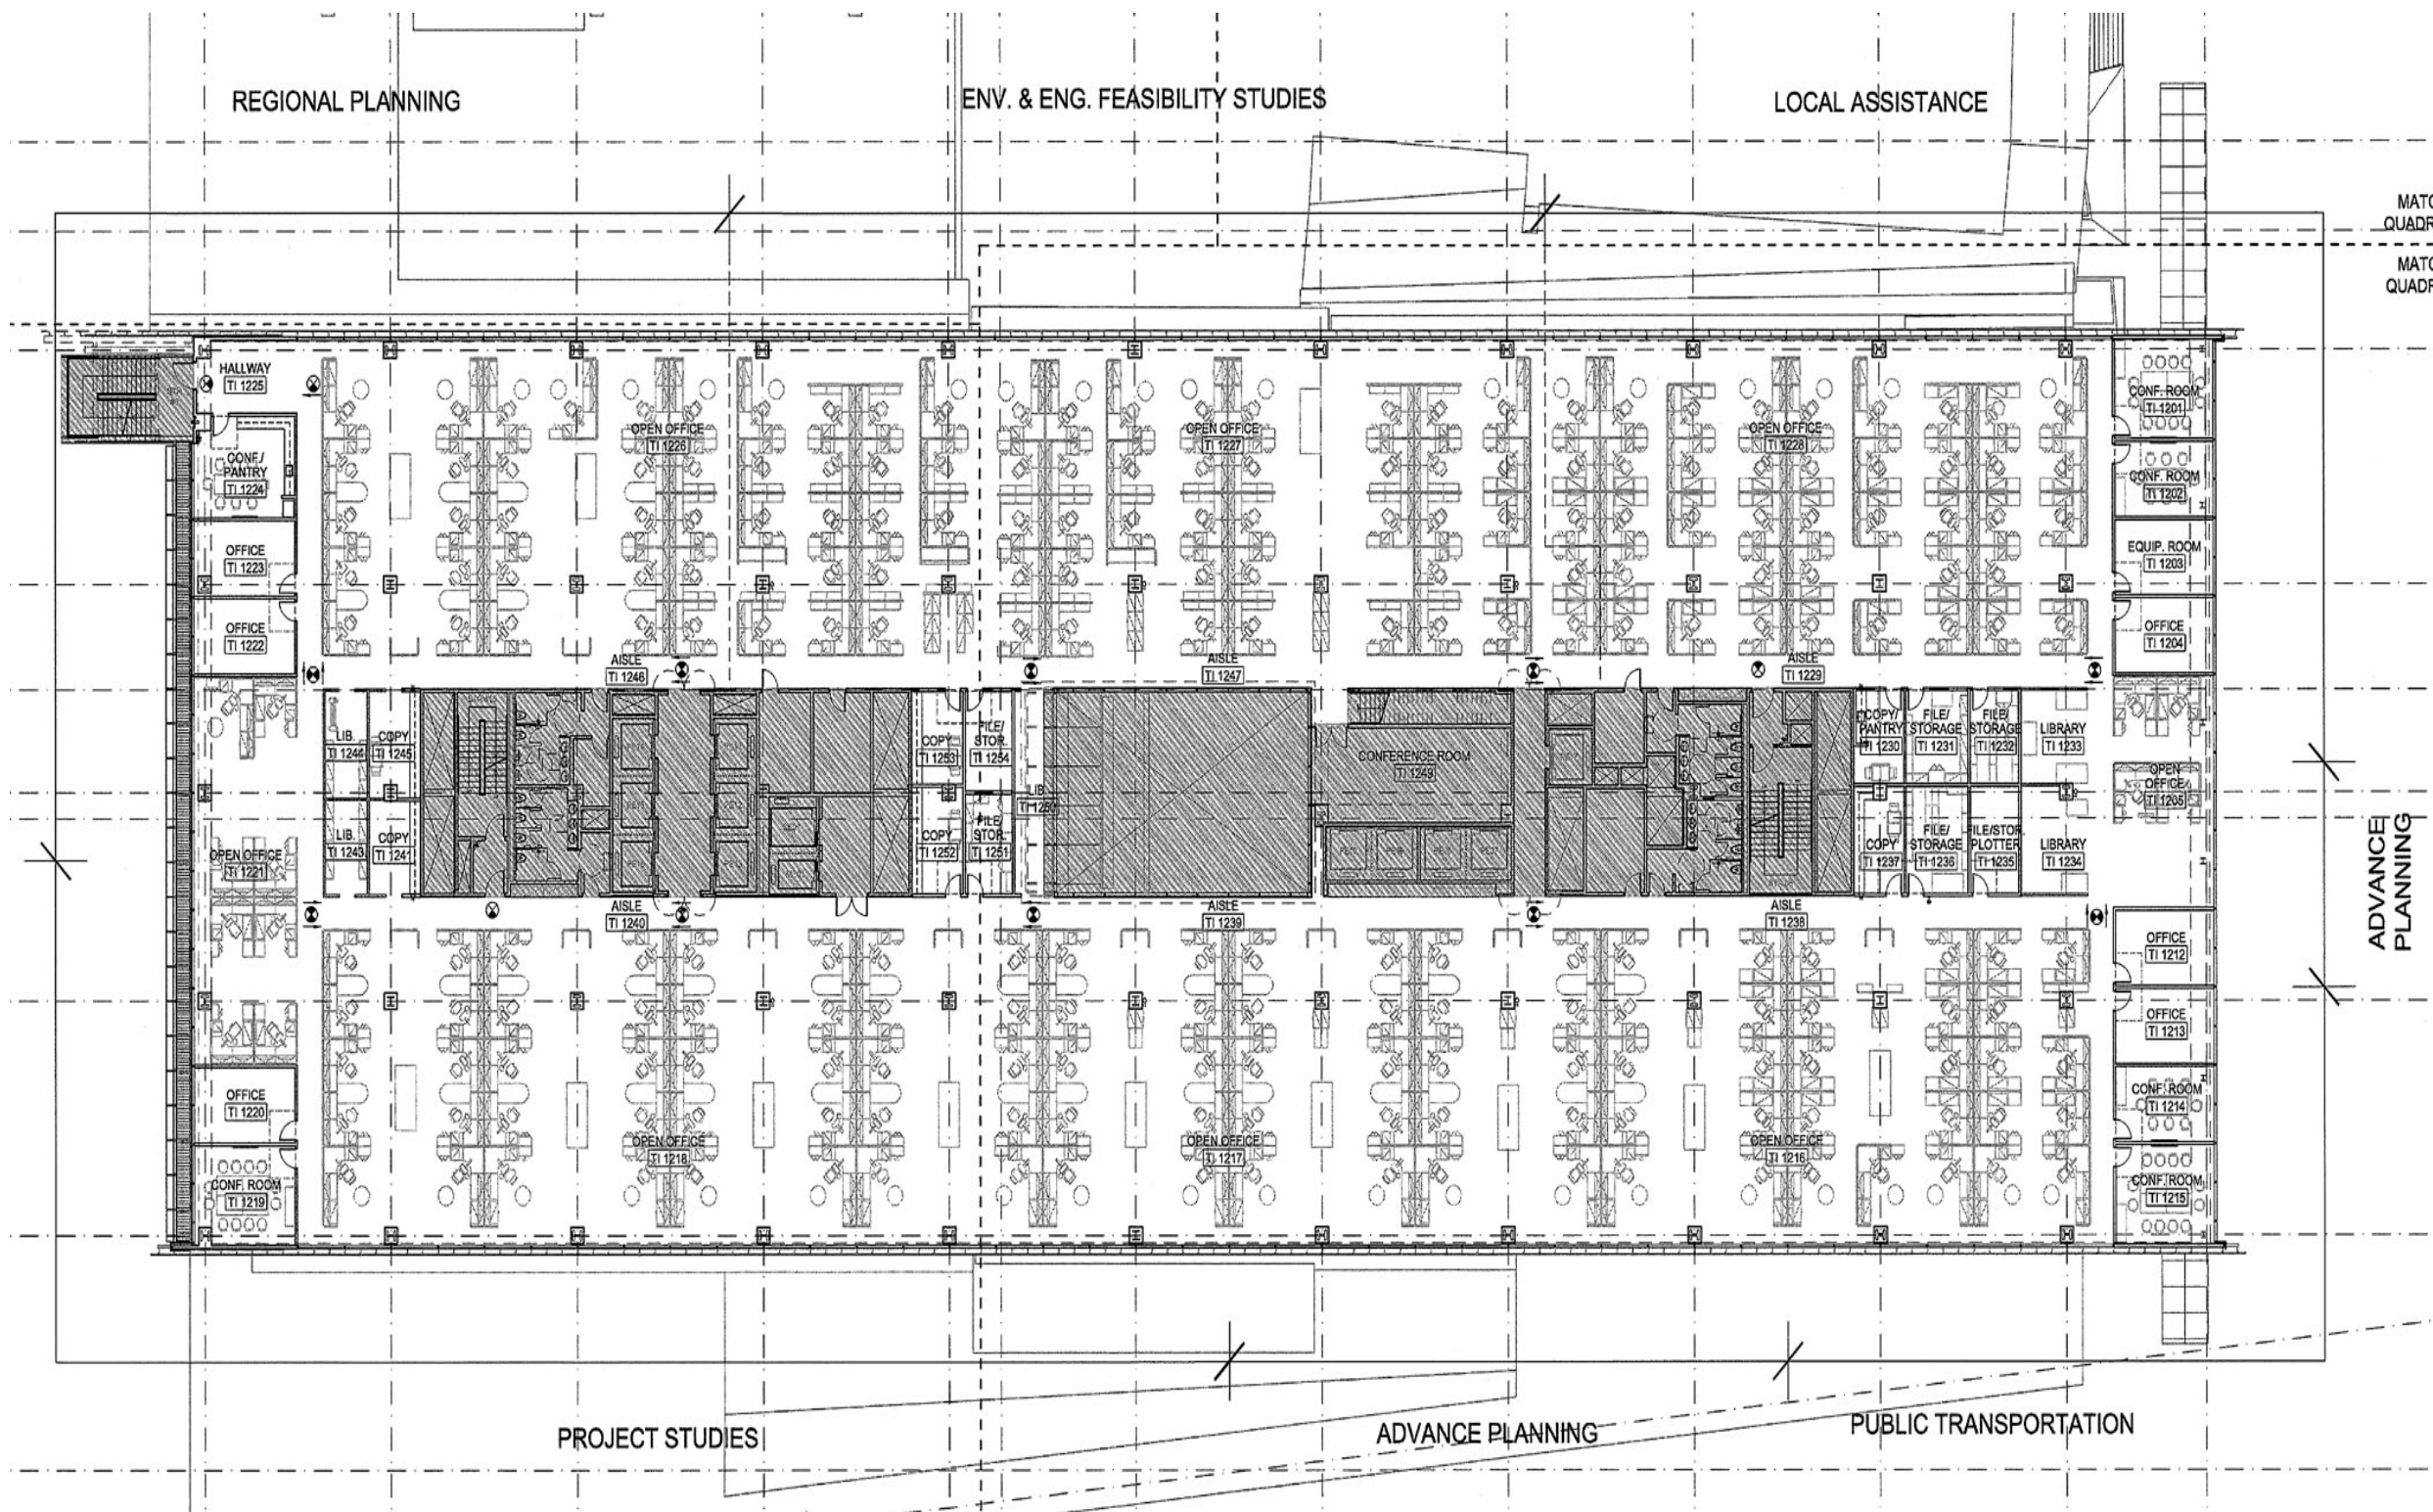 REGIONAL PLANNING
ENV. & ENG. FEASIBILITY STUDIES
LOCAL ASSISTANCE
MATC
QUADR
MATC
QUADR
HALLWAY
TI 1225
CONF./
PANTRY
TI 1224
OFFICE
TI 1223
OFFICE
TI 1222
OPEN OFFICE
TI 1226
OPEN OFFICE
TI 1227
OPEN OFFICE
TI 1228
CONF. ROOM
TI 1201
CONF. ROOM
TI 1202
EQUIP. ROOM
TI 1203
OFFICE
TI 1204
AISLE
TI 1246
AISLE
TI 1247
AISLE
TI 1229
LIB.
TI 1244
COPY
TI 1245
COPY
TI 1253
FILE/
STOR.
TI 1254
CONFERENCE ROOM
TI 1249
COPY/
PANTRY
TI 1230
FILE/
STORAGE
TI 1231
FILE/
STORAGE
TI 1232
LIBRARY
TI 1233
OPEN
OFFICE
TI 1205
LIB.
TI 1250
OPEN OFFICE
TI 1221
LIB.
TI 1243
COPY
TI 1241
COPY
TI 1252
FILE/
STOR.
TI 1251
COPY
TI 1237
FILE/
STORAGE
TI 1236
FILE/STOR.
PLOTTER
TI 1235
LIBRARY
TI 1234
ADVANCE
PLANNING
AISLE
TI 1240
AISLE
TI 1239
AISLE
TI 1238
OFFICE
TI 1212
OFFICE
TI 1213
OFFICE
TI 1220
CONF. ROOM
TI 1214
OPEN OFFICE
TI 1218
OPEN OFFICE
TI 1217
OPEN OFFICE
TI 1216
CONF. ROOM
TI 1219
CONF. ROOM
TI 1215
PROJECT STUDIES
ADVANCE PLANNING
PUBLIC TRANSPORTATION